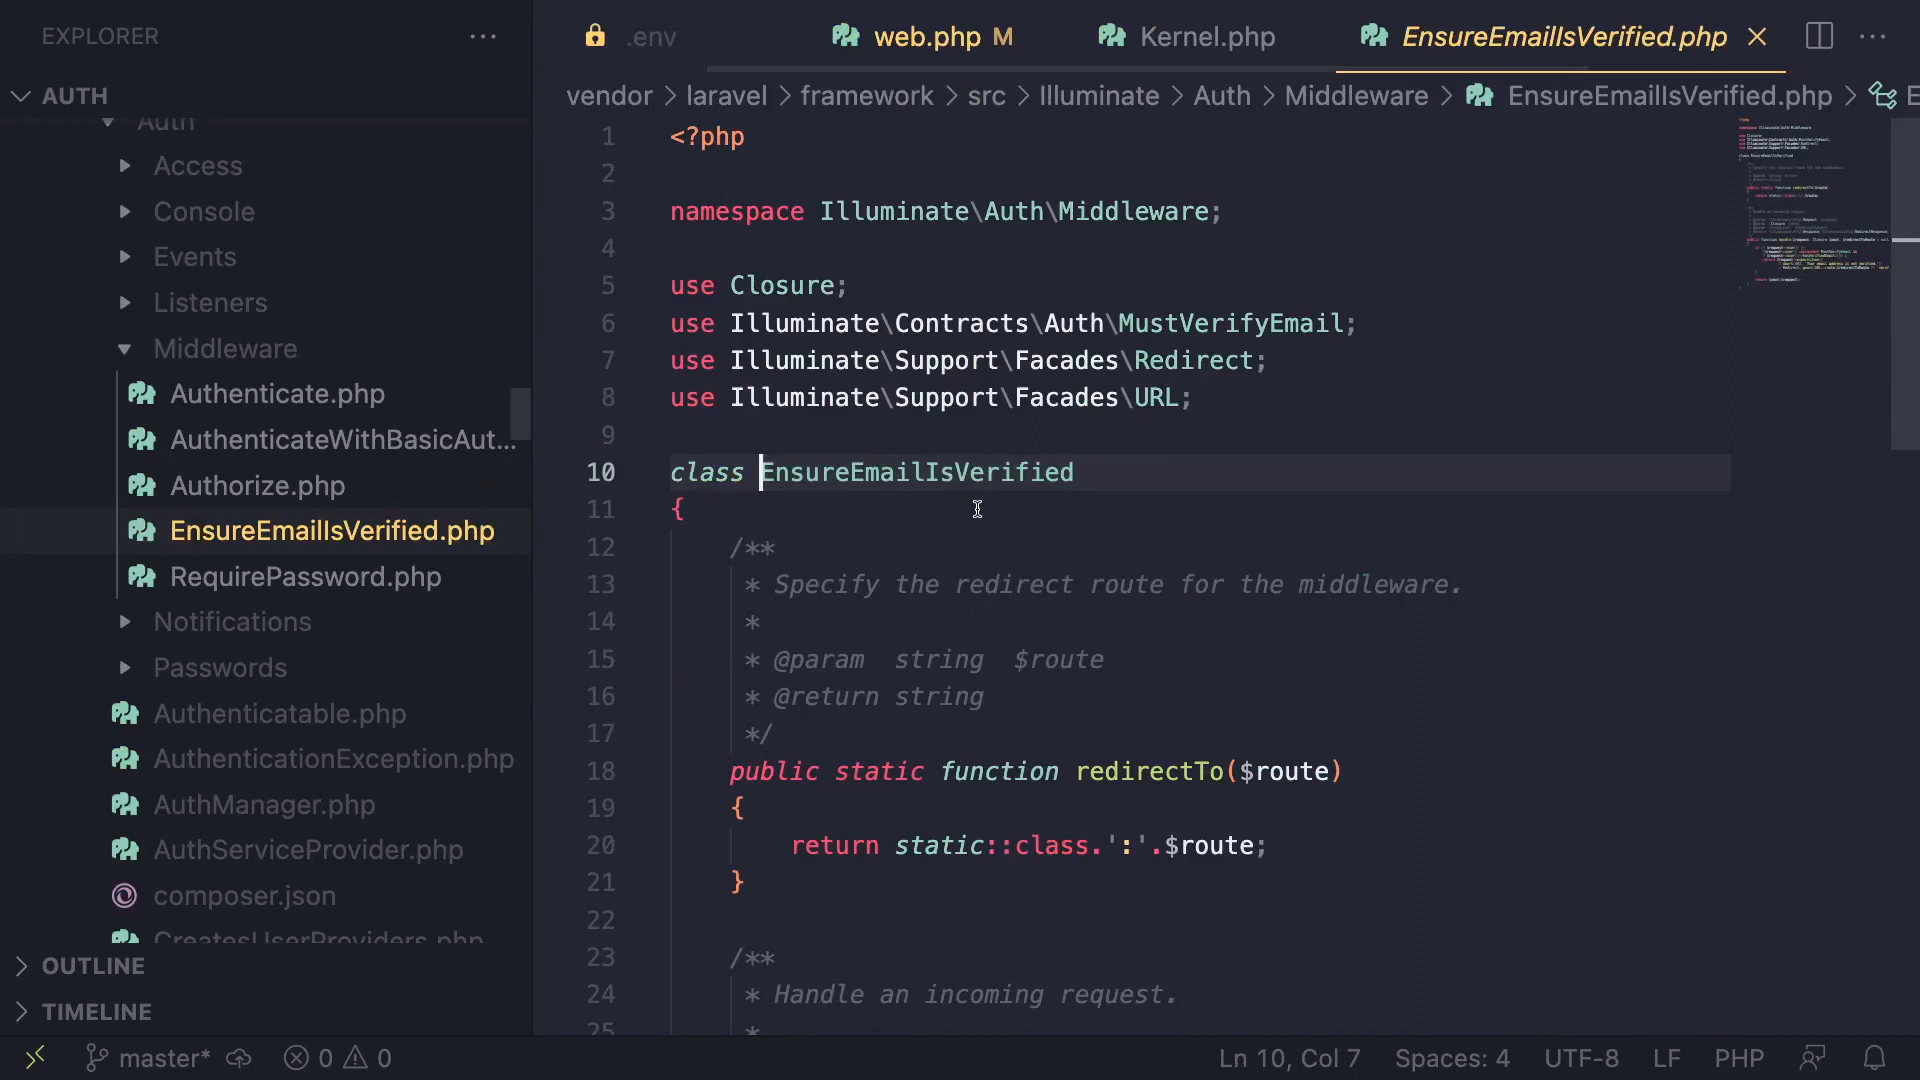 EXPLORER
AUTH
Auth
Access
Console
Events
Listeners
Middleware
Authenticate.php
AuthenticateWithBasicAut...
Authorize.php
EnsureEmailIsVerified.php
RequirePassword.php
Notifications
Passwords
Authenticatable.php
AuthenticationException.php
AuthManager.php
AuthServiceProvider.php
composer.json
CreatesUserProviders.php
OUTLINE
TIMELINE
.env
web.php M
Kernel.php
EnsureEmailIsVerified.php
vendor > laravel > framework > src > Illuminate > Auth > Middleware > EnsureEmailIsVerified.php > E
1 <?php
2
3 namespace Illuminate\Auth\Middleware;
4
5 use Closure;
6 use Illuminate\Contracts\Auth\MustVerifyEmail;
7 use Illuminate\Support\Facades\Redirect;
8 use Illuminate\Support\Facades\URL;
9
10 class EnsureEmailIsVerified
11 {
12 /**
13 * Specify the redirect route for the middleware.
14 *
15 * @param  string  $route
16 * @return string
17 */
18 public static function redirectTo($route)
19 {
20 return static::class.':'.$route;
21 }
22
23 /**
24 * Handle an incoming request.
25 *
master* 0 0
Ln 10, Col 7 Spaces: 4 UTF-8 LF PHP